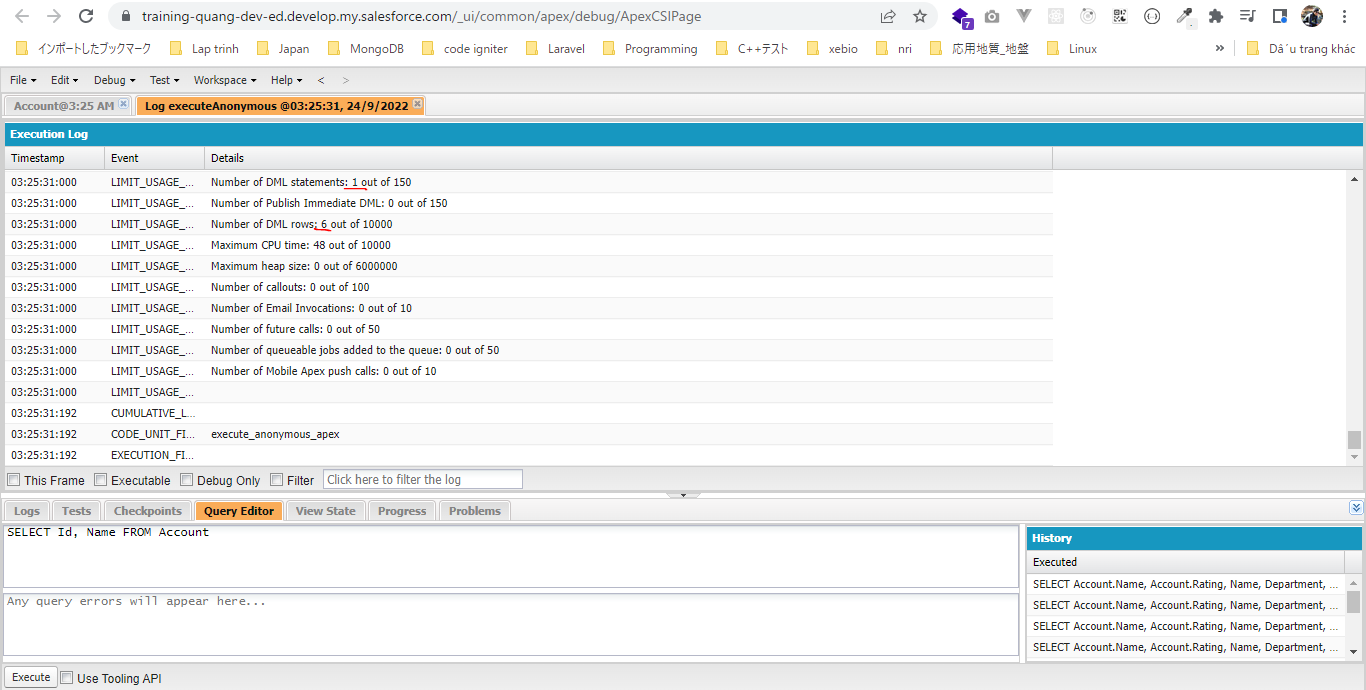 training-quang-dev-ed.develop.my.salesforce.com/_ui/common/apex/debug/ApexCSIPage
7
インポートしたブックマーク Lap trinh Japan MongoDB code igniter Laravel Programming C++テスト xebio nri 応用地質_地盤 Linux » Dấu trang khác
File Edit Debug Test Workspace Help < >
Account@3:25 AM Log executeAnonymous @03:25:31, 24/9/2022
Execution Log
Timestamp Event Details
03:25:31:000 LIMIT_USAGE_... Number of DML statements: 1 out of 150
03:25:31:000 LIMIT_USAGE_... Number of Publish Immediate DML: 0 out of 150
03:25:31:000 LIMIT_USAGE_... Number of DML rows: 6 out of 10000
03:25:31:000 LIMIT_USAGE_... Maximum CPU time: 48 out of 10000
03:25:31:000 LIMIT_USAGE_... Maximum heap size: 0 out of 6000000
03:25:31:000 LIMIT_USAGE_... Number of callouts: 0 out of 100
03:25:31:000 LIMIT_USAGE_... Number of Email Invocations: 0 out of 10
03:25:31:000 LIMIT_USAGE_... Number of future calls: 0 out of 50
03:25:31:000 LIMIT_USAGE_... Number of queueable jobs added to the queue: 0 out of 50
03:25:31:000 LIMIT_USAGE_... Number of Mobile Apex push calls: 0 out of 10
03:25:31:000 LIMIT_USAGE_...
03:25:31:192 CUMULATIVE_L...
03:25:31:192 CODE_UNIT_FI... execute_anonymous_apex
03:25:31:192 EXECUTION_FI...
This Frame Executable Debug Only Filter Click here to filter the log
Logs Tests Checkpoints Query Editor View State Progress Problems
SELECT Id, Name FROM Account
Any query errors will appear here...
History
Executed
SELECT Account.Name, Account.Rating, Name, Department, ...
SELECT Account.Name, Account.Rating, Name, Department, ...
SELECT Account.Name, Account.Rating, Name, Department, ...
SELECT Account.Name, Account.Rating, Name, Department, ...
Execute Use Tooling API